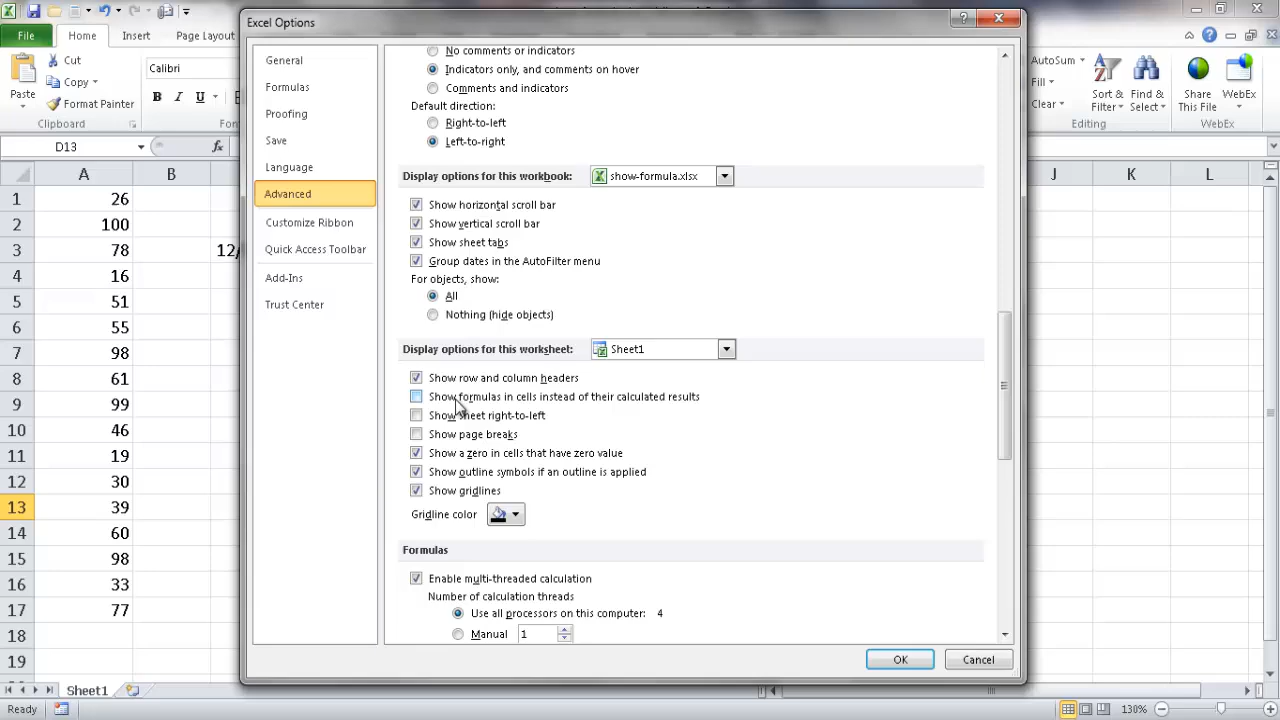 Excel Options
File
Home
Insert
Page Layout
Cut
Copy
Format Painter
Paste
Clipboard
Calibri
B I U
Fon
AutoSum
Fill
Clear
Sort & Filter
Find & Select
Editing
Share This File
WebEx
WebEx
D13
fx
General
Formulas
Proofing
Save
Language
Advanced
Customize Ribbon
Quick Access Toolbar
Add-Ins
Trust Center
No comments or indicators
Indicators only, and comments on hover
Comments and indicators
Default direction:
Right-to-left
Left-to-right
Display options for this workbook: show-formula.xlsx
Show horizontal scroll bar
Show vertical scroll bar
Show sheet tabs
Group dates in the AutoFilter menu
For objects, show:
All
Nothing (hide objects)
Display options for this worksheet: Sheet1
Show row and column headers
Show formulas in cells instead of their calculated results
Show sheet right-to-left
Show page breaks
Show a zero in cells that have zero value
Show outline symbols if an outline is applied
Show gridlines
Gridline color
Formulas
Enable multi-threaded calculation
Number of calculation threads
Use all processors on this computer: 4
Manual 1
OK
Cancel
A B J K L
1 26
2 100
3 78 12/
4 16
5 51
6 55
7 98
8 61
9 99
10 46
11 19
12 30
13 39
14 60
15 98
16 33
17 77
18
19
Sheet1
Ready
130%